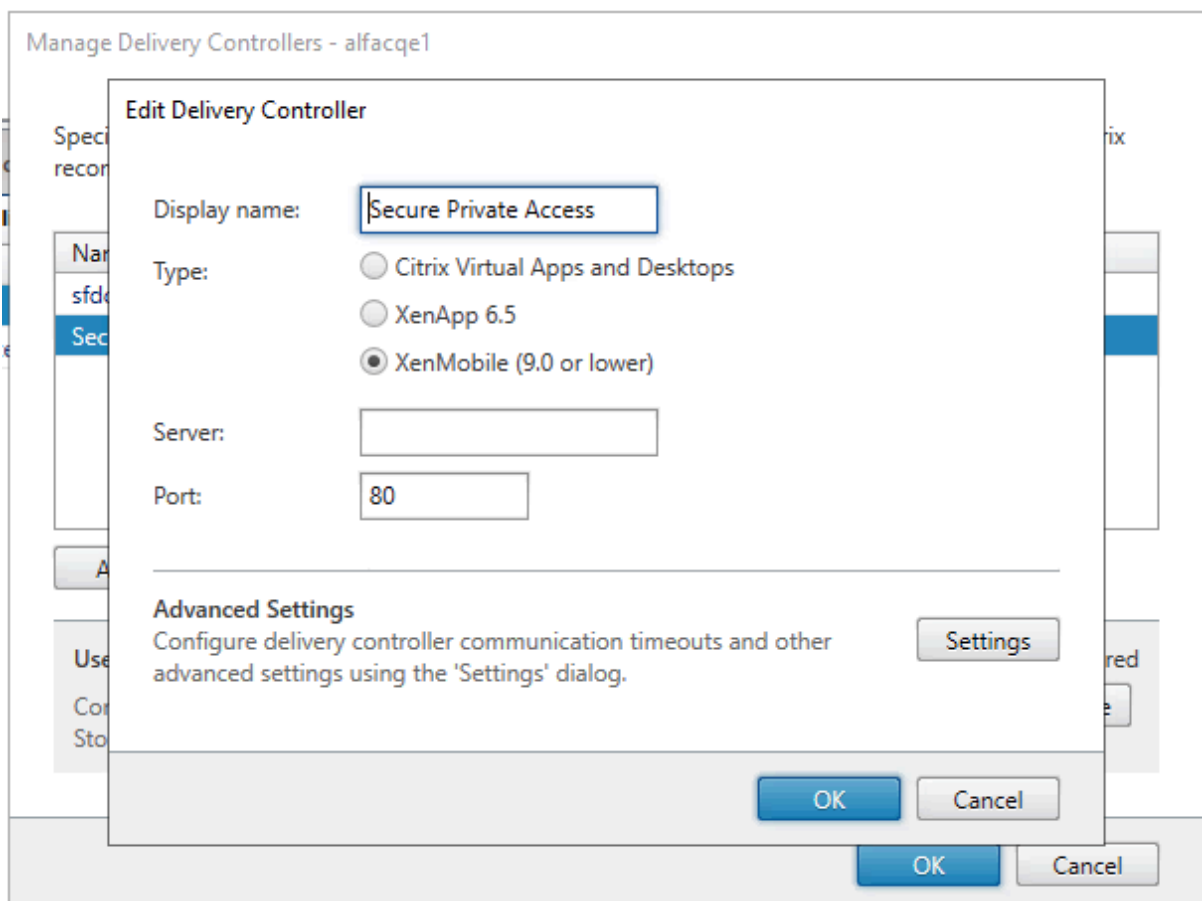 Manage Delivery Controllers - alfacqe1
Edit Delivery Controller
Display name: Secure Private Access
Type: Citrix Virtual Apps and Desktops
XenApp 6.5
XenMobile (9.0 or lower)
Server:
Port: 80
Advanced Settings
Configure delivery controller communication timeouts and other
advanced settings using the 'Settings' dialog.
Settings
OK Cancel
OK Cancel